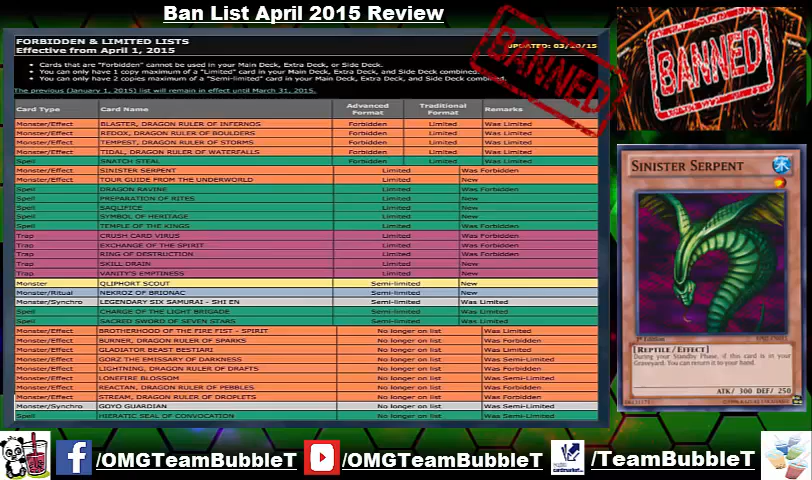 Ban List April 2015 Review
FORBIDDEN & LIMITED LISTS
Effective from April 1, 2015
UPDATED: 03/20/15
BANNED
BANNED
• Cards that are "Forbidden" cannot be used in your Main Deck, Extra Deck, or Side Deck.
• You can only have 1 copy maximum of a "Limited" card in your Main Deck, Extra Deck, and Side Deck combined.
• You can only have 2 copies maximum of a "Semi-limited" card in your Main Deck, Extra Deck, and Side Deck combined.
The previous (January 1, 2015) list will remain in effect until March 31, 2015.
Card Type Card Name Advanced Format Traditional Format Remarks
Monster/Effect BLASTER, DRAGON RULER OF INFERNOS Forbidden Limited Was Limited
Monster/Effect REDOX, DRAGON RULER OF BOULDERS Forbidden Limited Was Limited
Monster/Effect TEMPEST, DRAGON RULER OF STORMS Forbidden Limited Was Limited
Monster/Effect TIDAL, DRAGON RULER OF WATERFALLS Forbidden Limited Was Limited
Spell SNATCH STEAL Forbidden Limited Was Limited
Monster/Effect SINISTER SERPENT Limited Was Forbidden
Monster/Effect TOUR GUIDE FROM THE UNDERWORLD Limited New
Spell DRAGON RAVINE Limited Was Forbidden
Spell PREPARATION OF RITES Limited New
Spell SAQLIFICE Limited New
Spell SYMBOL OF HERITAGE Limited New
Spell TEMPLE OF THE KINGS Limited Was Forbidden
Trap CRUSH CARD VIRUS Limited Was Forbidden
Trap EXCHANGE OF THE SPIRIT Limited Was Forbidden
Trap RING OF DESTRUCTION Limited Was Forbidden
Trap SKILL DRAIN Limited New
Trap VANITY'S EMPTINESS Limited New
Monster QLIPHORT SCOUT Semi-limited New
Monster/Ritual NEKROZ OF BRIONAC Semi-limited New
Monster/Synchro LEGENDARY SIX SAMURAI - SHI EN Semi-limited Was Limited
Spell CHARGE OF THE LIGHT BRIGADE Semi-limited Was Limited
Spell SACRED SWORD OF SEVEN STARS Semi-limited Was Limited
Monster/Effect BROTHERHOOD OF THE FIRE FIST - SPIRIT No longer on list Was Limited
Monster/Effect BURNER, DRAGON RULER OF SPARKS No longer on list Was Forbidden
Monster/Effect GLADIATOR BEAST BESTIARI No longer on list Was Limited
Monster/Effect GORZ THE EMISSARY OF DARKNESS No longer on list Was Semi-Limited
Monster/Effect LIGHTNING, DRAGON RULER OF DRAFTS No longer on list Was Forbidden
Monster/Effect LONEFIRE BLOSSOM No longer on list Was Semi-Limited
Monster/Effect REACTAN, DRAGON RULER OF PEBBLES No longer on list Was Forbidden
Monster/Effect STREAM, DRAGON RULER OF DROPLETS No longer on list Was Forbidden
Monster/Synchro GOYO GUARDIAN No longer on list Was Semi-Limited
Spell HIERATIC SEAL OF CONVOCATION No longer on list Was Semi-Limited
SINISTER SERPENT
1st Edition
[REPTILE/EFFECT]
During your Standby Phase, if this card is in your
Graveyard: You can return it to your hand.
ATK/ 300 DEF/ 250
/OMGTeamBubbleT /OMGTeamBubbleT /TeamBubbleT